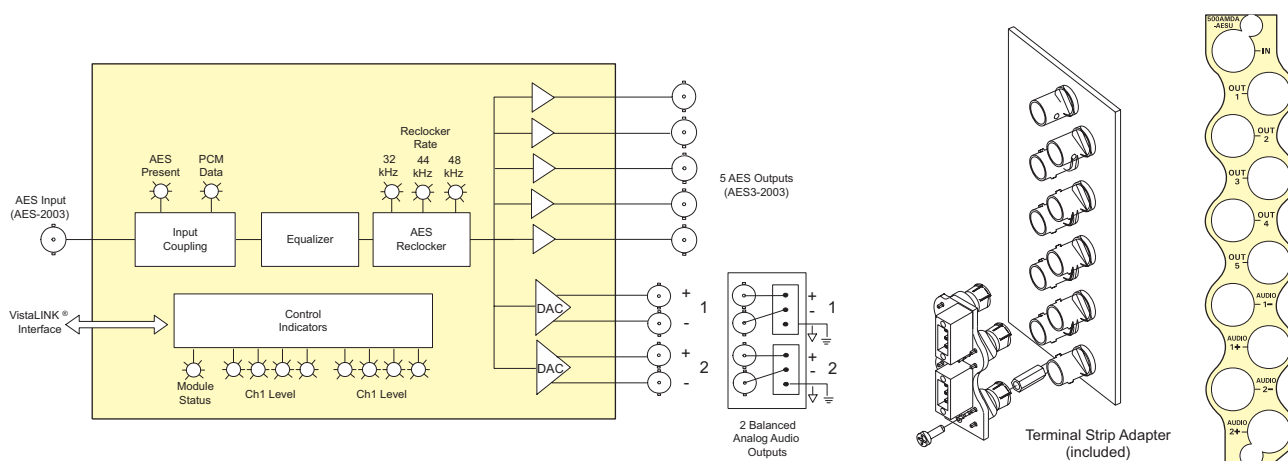 AES Input
(AES-2003)
AES
Present
PCM
Data
Input
Coupling
Equalizer
Reclocker
Rate
32
kHz
44
kHz
48
kHz
AES
Reclocker
5 AES Outputs
(AES3-2003)
VistaLINK ®
Interface
Control
Indicators
Module
Status
Ch1 Level
Ch1 Level
DAC
+
-
1
DAC
+
-
2
+
-
1
+
-
2
2 Balanced
Analog Audio
Outputs
Terminal Strip Adapter
(included)
500AMDA
-AESU
IN
OUT
1
OUT
2
OUT
3
OUT
4
OUT
5
AUDIO
1-
AUDIO
1+
AUDIO
2-
AUDIO
2+